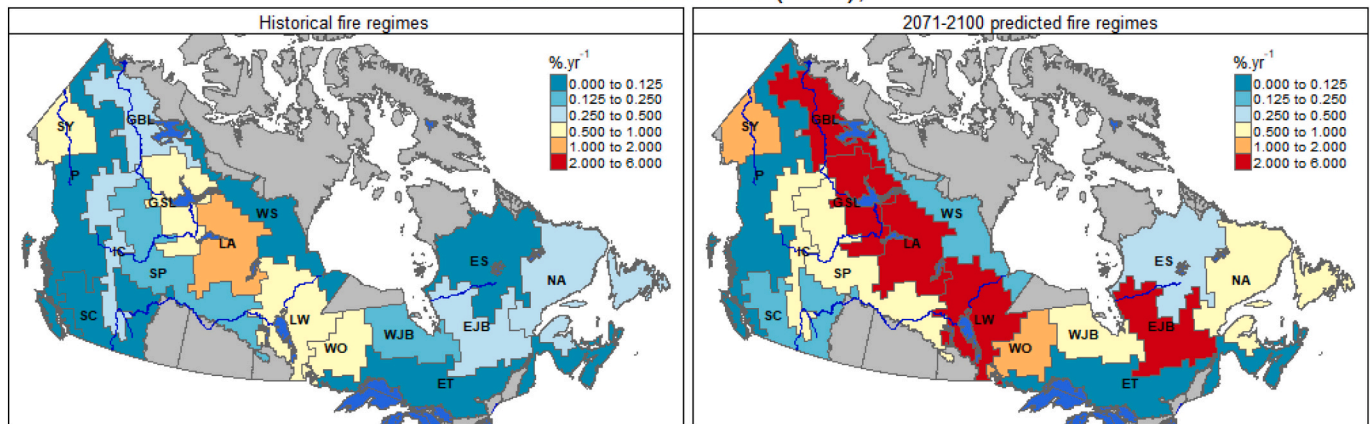 Historical fire regimes
%.yr⁻¹
0.000 to 0.125
0.125 to 0.250
0.250 to 0.500
0.500 to 1.000
1.000 to 2.000
2.000 to 6.000
SY
GBL
P
GSL
WS
LA
IC
SP
ES
NA
SC
LW
WJB
EJB
WO
ET
2071-2100 predicted fire regimes
%.yr⁻¹
0.000 to 0.125
0.125 to 0.250
0.250 to 0.500
0.500 to 1.000
1.000 to 2.000
2.000 to 6.000
SY
GBL
P
GSL
WS
LA
IC
SP
ES
NA
SC
LW
WJB
EJB
WO
ET